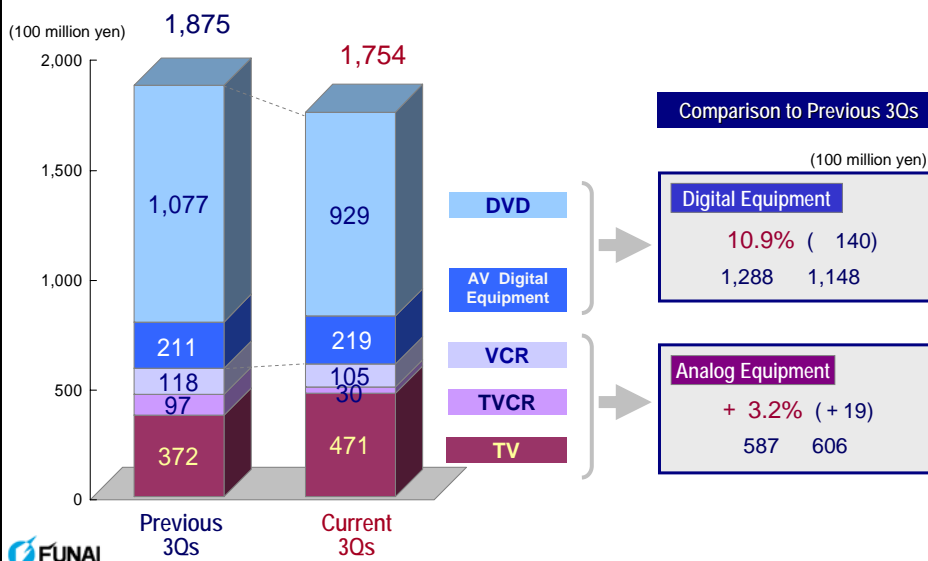 (100 million yen)
1,875
1,754
2,000
1,500
1,000
500
0
1,077
211
118
97
372
929
219
105
30
471
Previous
3Qs
Current
3Qs
DVD
AV Digital
Equipment
VCR
TVCR
TV
Comparison to Previous 3Qs
(100 million yen)
Digital Equipment
10.9% ( 140)
1,288 1,148
Analog Equipment
+ 3.2% (+19)
587 606
FUNAI